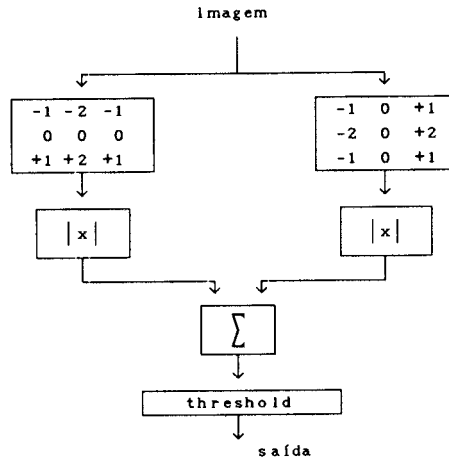 imagem
-1 -2 -1
0 0 0
+1 +2 +1
-1 0 +1
-2 0 +2
-1 0 +1
|x|
|x|
∑
threshold
saída